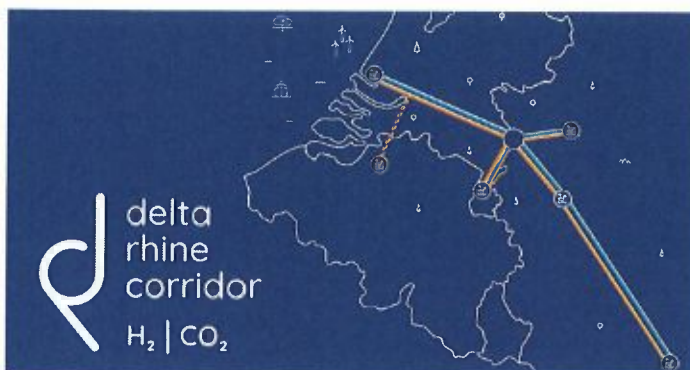 delta
rhine
corridor
H₂ | CO₂